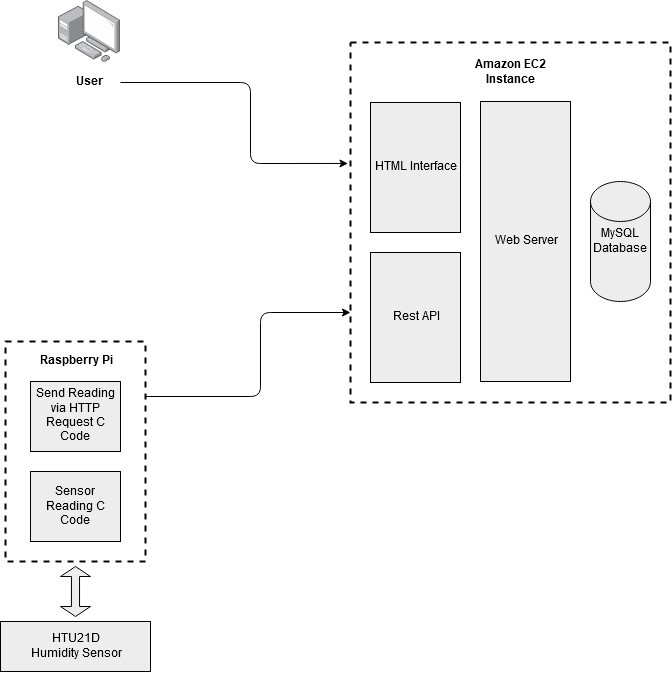 User
Amazon EC2
Instance
HTML Interface
Web Server
MySQL
Database
Rest API
Raspberry Pi
Send Reading
via HTTP
Request C
Code
Sensor
Reading C
Code
HTU21D
Humidity Sensor